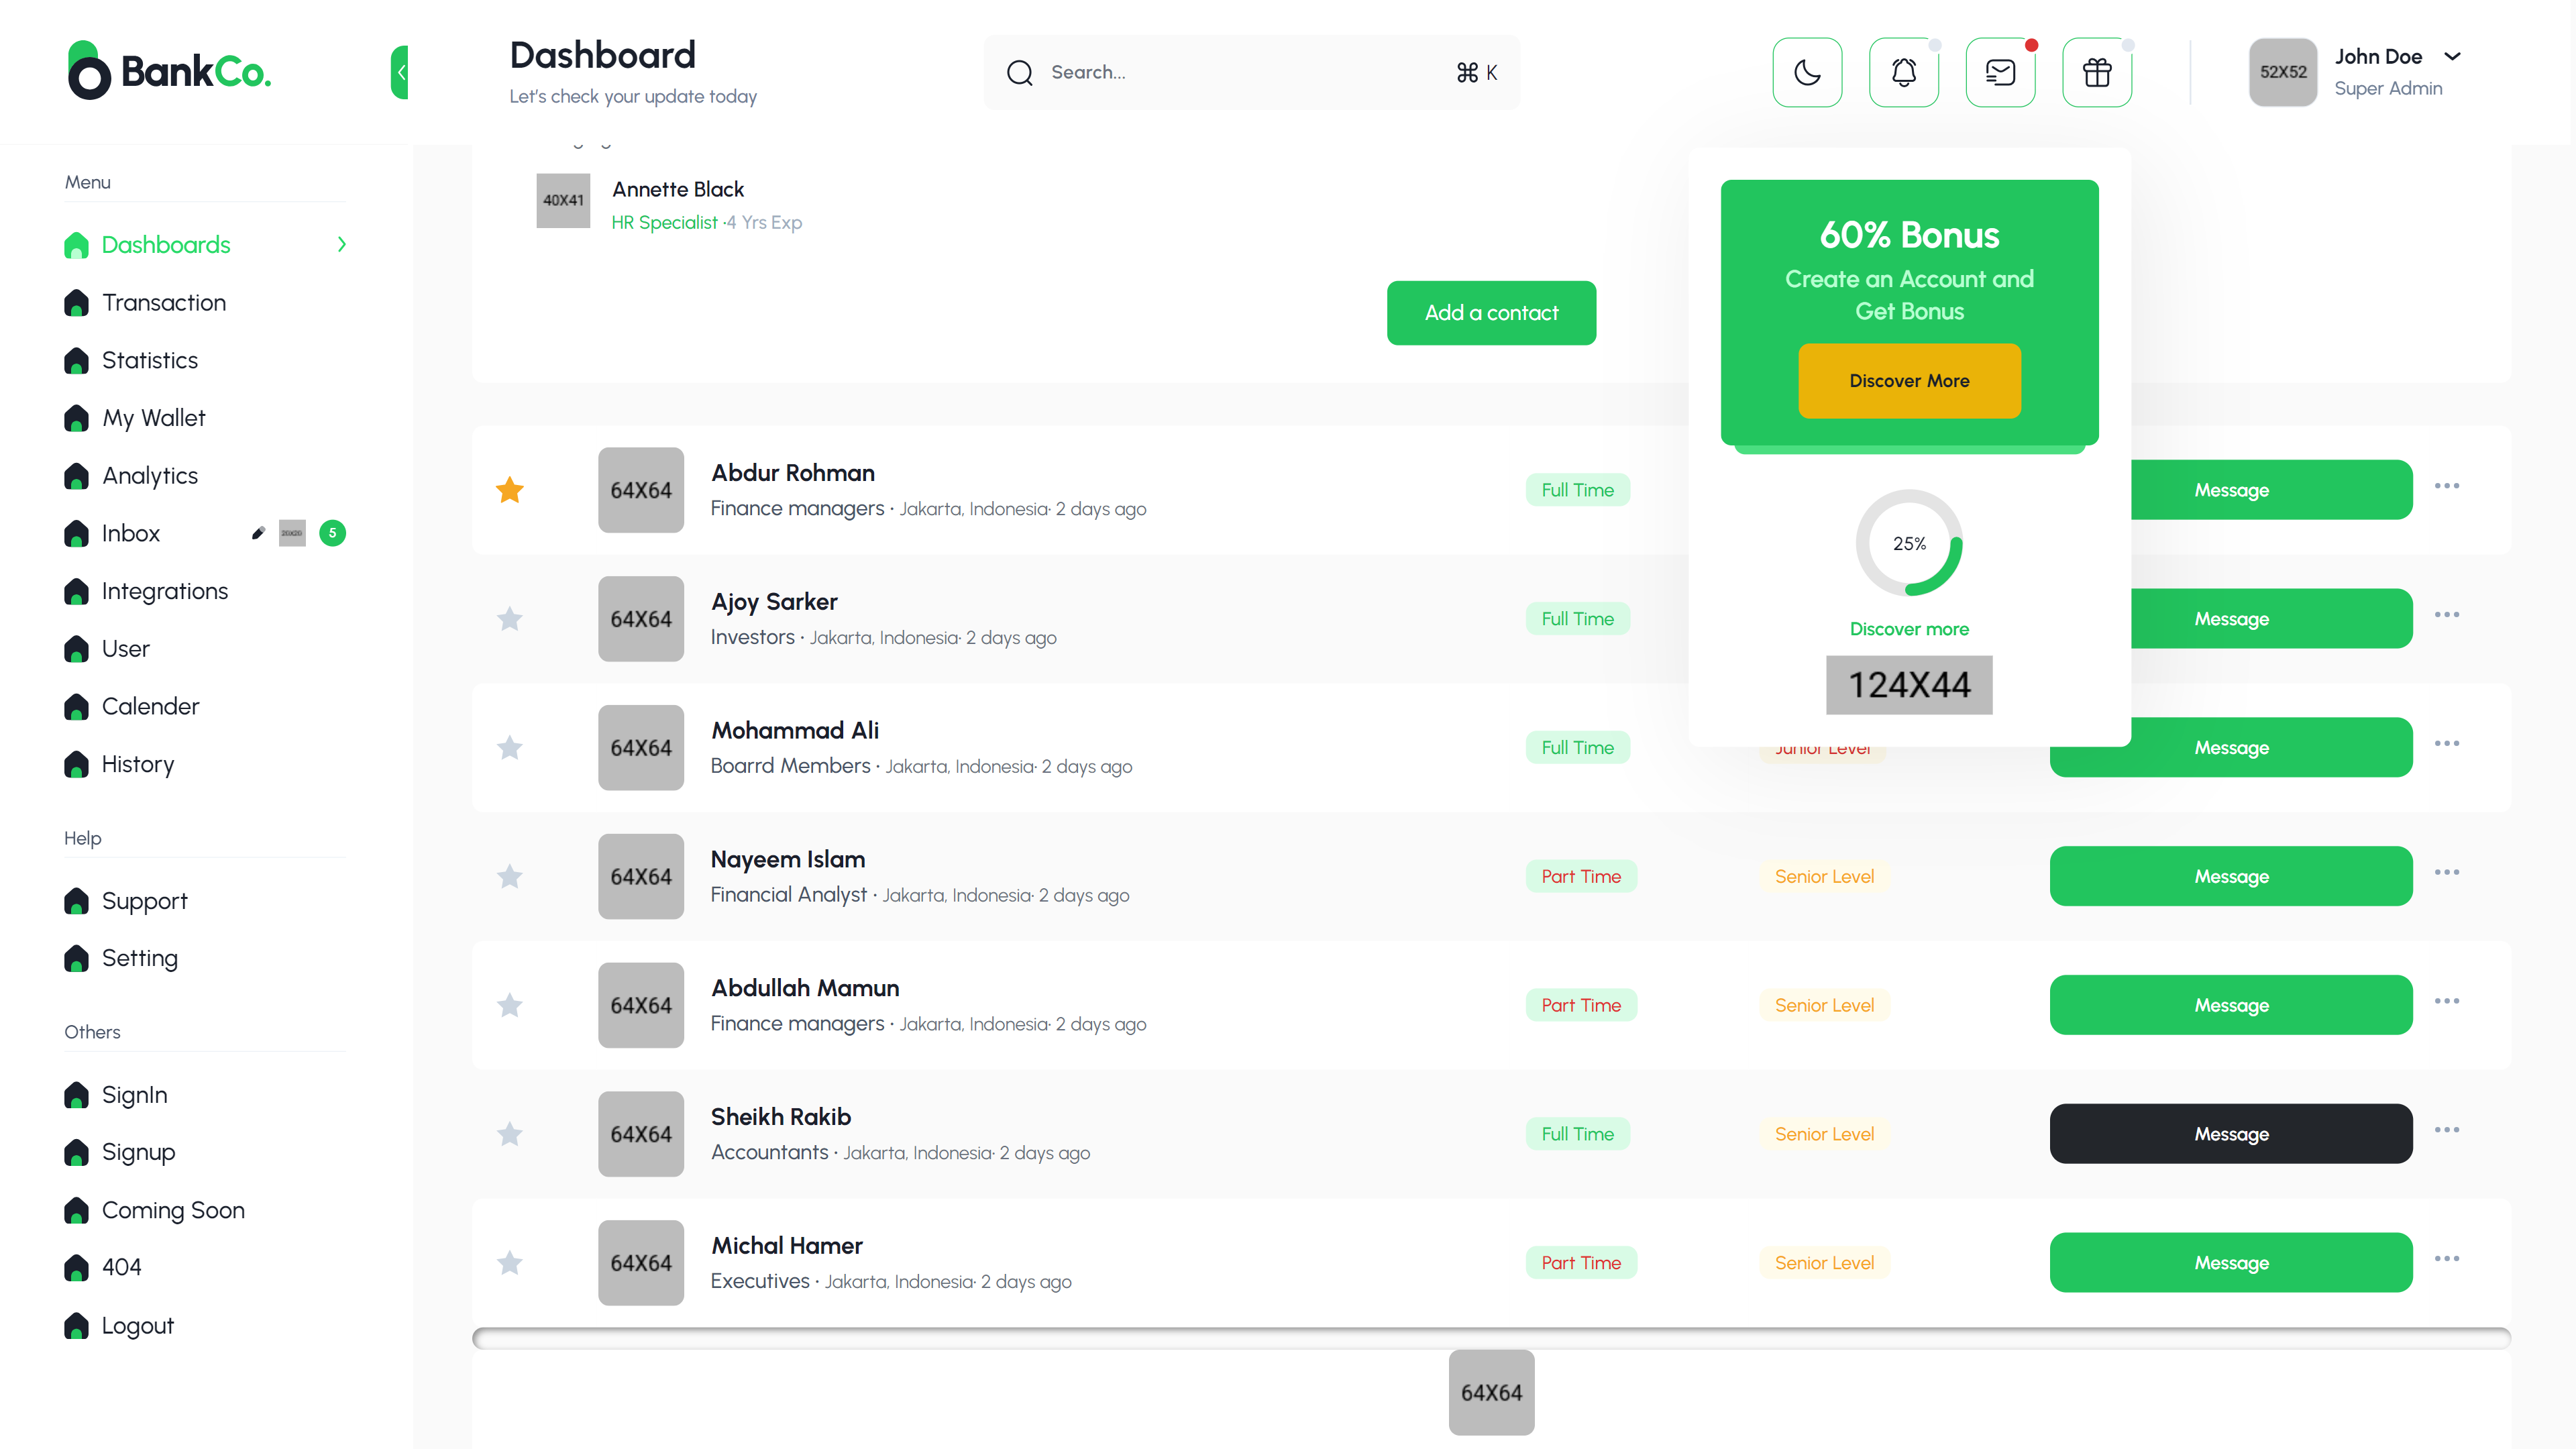 BankCo.
Dashboard
Let's check your update today
Search...
⌘ K
52X52
John Doe
Super Admin
Menu
Dashboards
Transaction
Statistics
My Wallet
Analytics
Inbox
5
Integrations
User
Calender
History
Help
Support
Setting
Others
SignIn
Signup
Coming Soon
404
Logout
40X41
Annette Black
HR Specialist ·4 Yrs Exp
Add a contact
60% Bonus
Create an Account and
Get Bonus
Discover More
25%
Discover more
124X44
64X64
Abdur Rohman
Finance managers · Jakarta, Indonesia· 2 days ago
Full Time
Message
64X64
Ajoy Sarker
Investors · Jakarta, Indonesia· 2 days ago
Full Time
Message
64X64
Mohammad Ali
Boarrd Members · Jakarta, Indonesia· 2 days ago
Full Time
Junior Level
Message
64X64
Nayeem Islam
Financial Analyst · Jakarta, Indonesia· 2 days ago
Part Time
Senior Level
Message
64X64
Abdullah Mamun
Finance managers · Jakarta, Indonesia· 2 days ago
Part Time
Senior Level
Message
64X64
Sheikh Rakib
Accountants · Jakarta, Indonesia· 2 days ago
Full Time
Senior Level
Message
64X64
Michal Hamer
Executives · Jakarta, Indonesia· 2 days ago
Part Time
Senior Level
Message
64X64